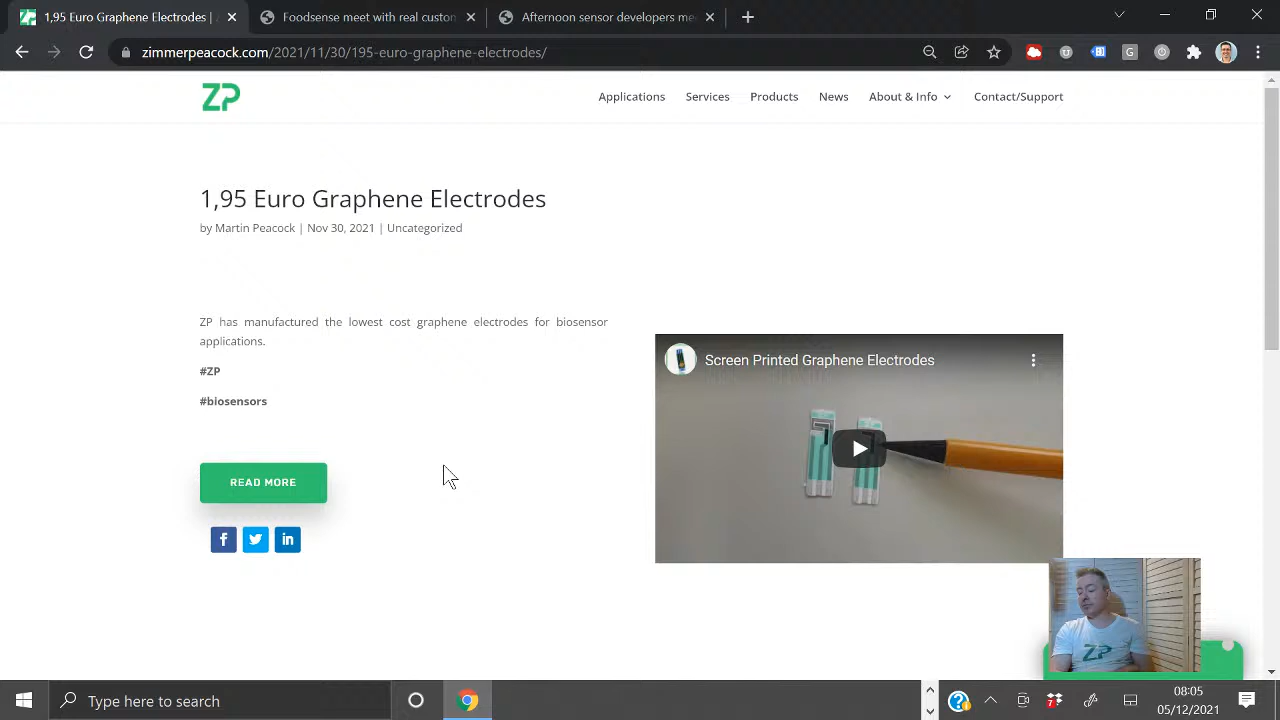 1,95 Euro Graphene Electrodes |
Foodsense meet with real custom
Afternoon sensor developers me
zimmerpeacock.com/2021/11/30/195-euro-graphene-electrodes/
G
ZP
Applications
Services
Products
News
About & Info
Contact/Support
1,95 Euro Graphene Electrodes
by Martin Peacock | Nov 30, 2021 | Uncategorized
ZP has manufactured the lowest cost graphene electrodes for biosensor
applications.
#ZP
#biosensors
READ MORE
Screen Printed Graphene Electrodes
ZP
Type here to search
7
08:05
05/12/2021